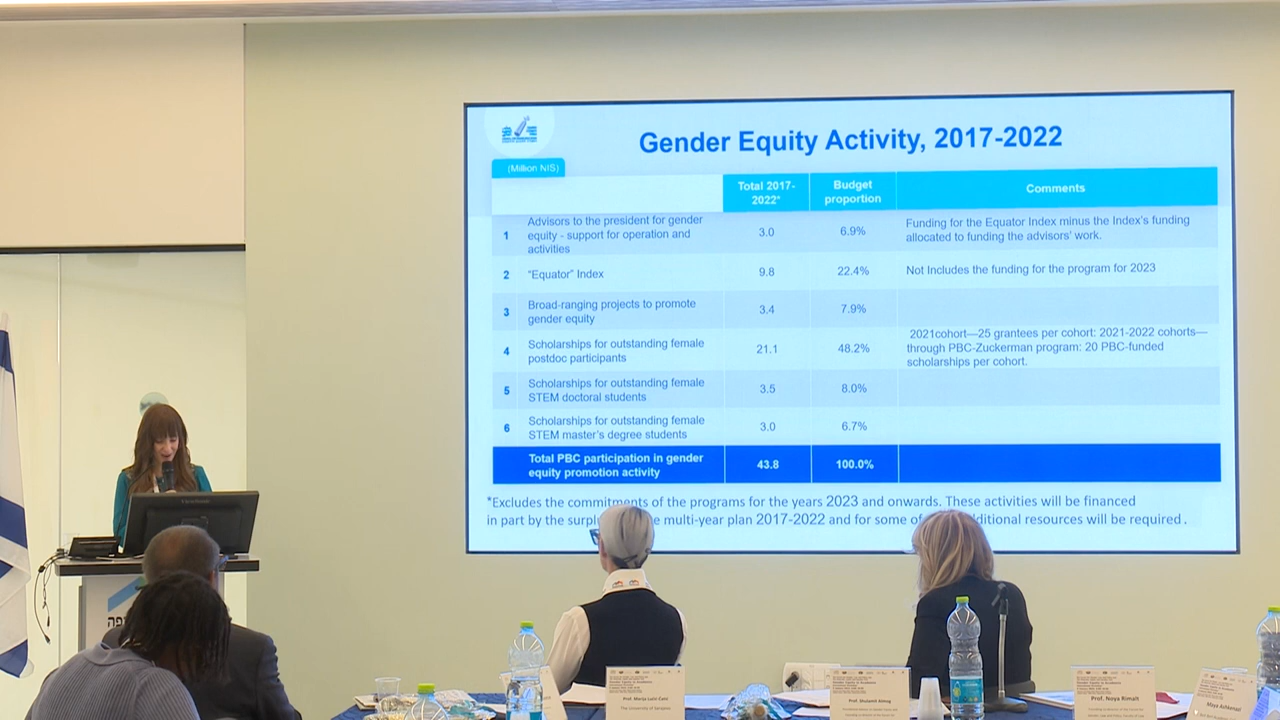 Gender Equity Activity, 2017-2022
(Million NIS)
Total 2017-
2022*
Budget
proportion
Comments
1
Advisors to the president for gender
equity - support for operation and
activities
3.0
6.9%
Funding for the Equator Index minus the Index's funding
allocated to funding the advisors' work.
2
“Equator” Index
9.8
22.4%
Not Includes the funding for the program for 2023
3
Broad-ranging projects to promote
gender equity
3.4
7.9%
4
Scholarships for outstanding female
postdoc participants
21.1
48.2%
2021cohort—25 grantees per cohort: 2021-2022 cohorts—
through PBC-Zuckerman program: 20 PBC-funded
scholarships per cohort.
5
Scholarships for outstanding female
STEM doctoral students
3.5
8.0%
6
Scholarships for outstanding female
STEM master's degree students
3.0
6.7%
Total PBC participation in gender
equity promotion activity
43.8
100.0%
*Excludes the commitments of the programs for the years 2023 and onwards. These activities will be financed
in part by the multi-year plan 2017-2022 and for some of additional resources will be required.
Prof. Noya Rimalt
Maya Ashkenazi
The University of Sarajevo